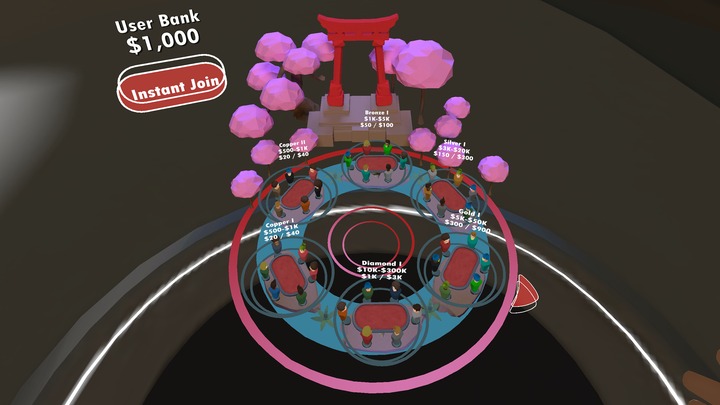 User Bank
$1,000
Instant Join
Bronze I
$1K-$5K
$50 / $100
Copper II
$500-$1K
$20 / $40
Silver I
$3K-$20K
$150 / $300
Copper I
$500-$1K
$20 / $40
Gold I
$5K-$50K
$300 / $900
Diamond I
$10K-$300K
$1K / $3K